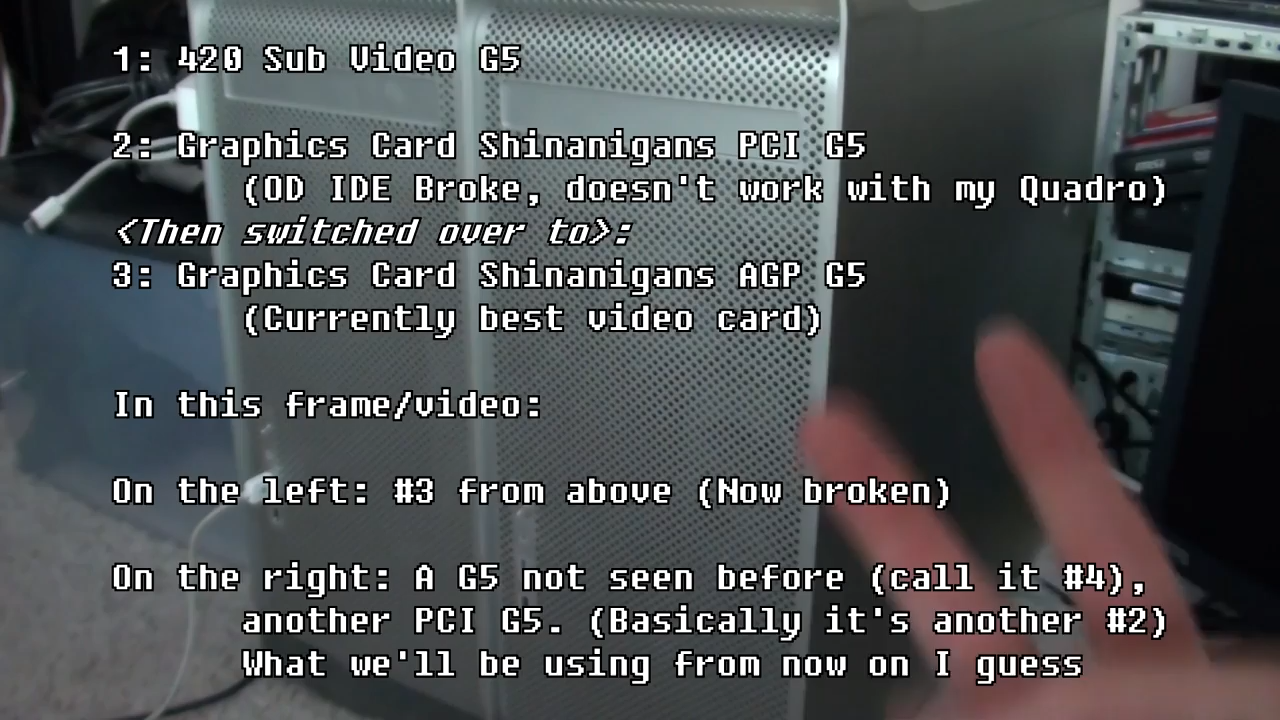 1: 420 Sub Video G5
2: Graphics Card Shinanigans PCI G5
(OD IDE Broke, doesn't work with my Quadro)
<Then switched over to>:
3: Graphics Card Shinanigans AGP G5
(Currently best video card)
In this frame/video:
On the left: #3 from above (Now broken)
On the right: A G5 not seen before (call it #4),
another PCI G5. (Basically it's another #2)
What we'll be using from now on I guess